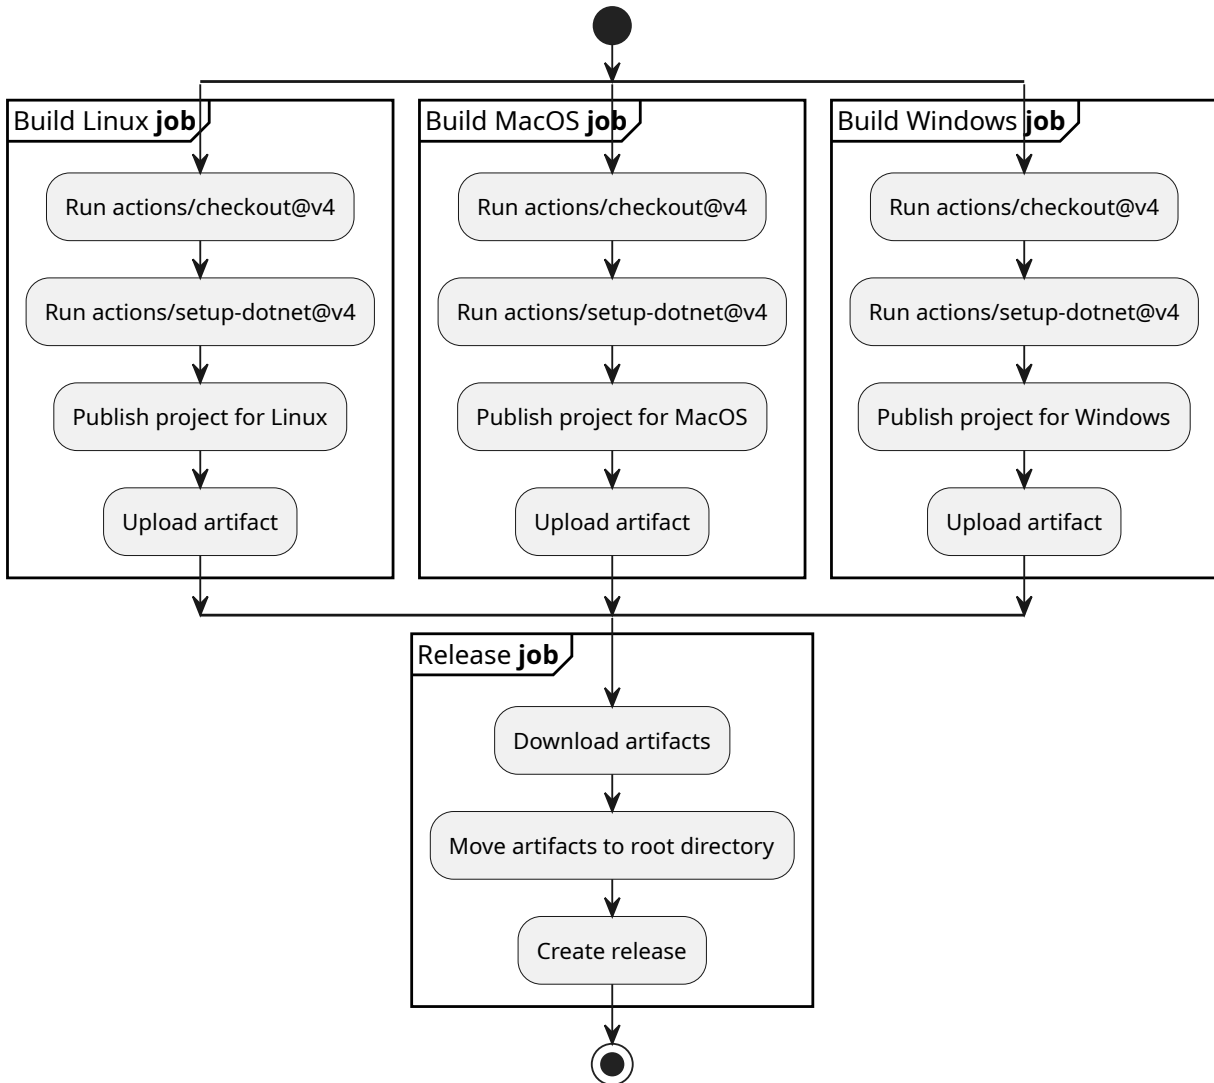 Build Linux job
Run actions/checkout@v4
Run actions/setup-dotnet@v4
Publish project for Linux
Upload artifact
Build MacOS job
Run actions/checkout@v4
Run actions/setup-dotnet@v4
Publish project for MacOS
Upload artifact
Build Windows job
Run actions/checkout@v4
Run actions/setup-dotnet@v4
Publish project for Windows
Upload artifact
Release job
Download artifacts
Move artifacts to root directory
Create release